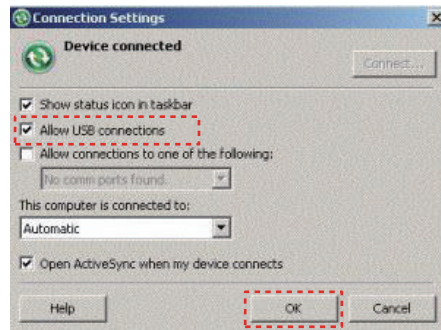 Connection Settings
Device connected
Connect...
Show status icon in taskbar
Allow USB connections
Allow connections to one of the following:
No comm ports found.
This computer is connected to:
Automatic
Open ActiveSync when my device connects
Help OK Cancel